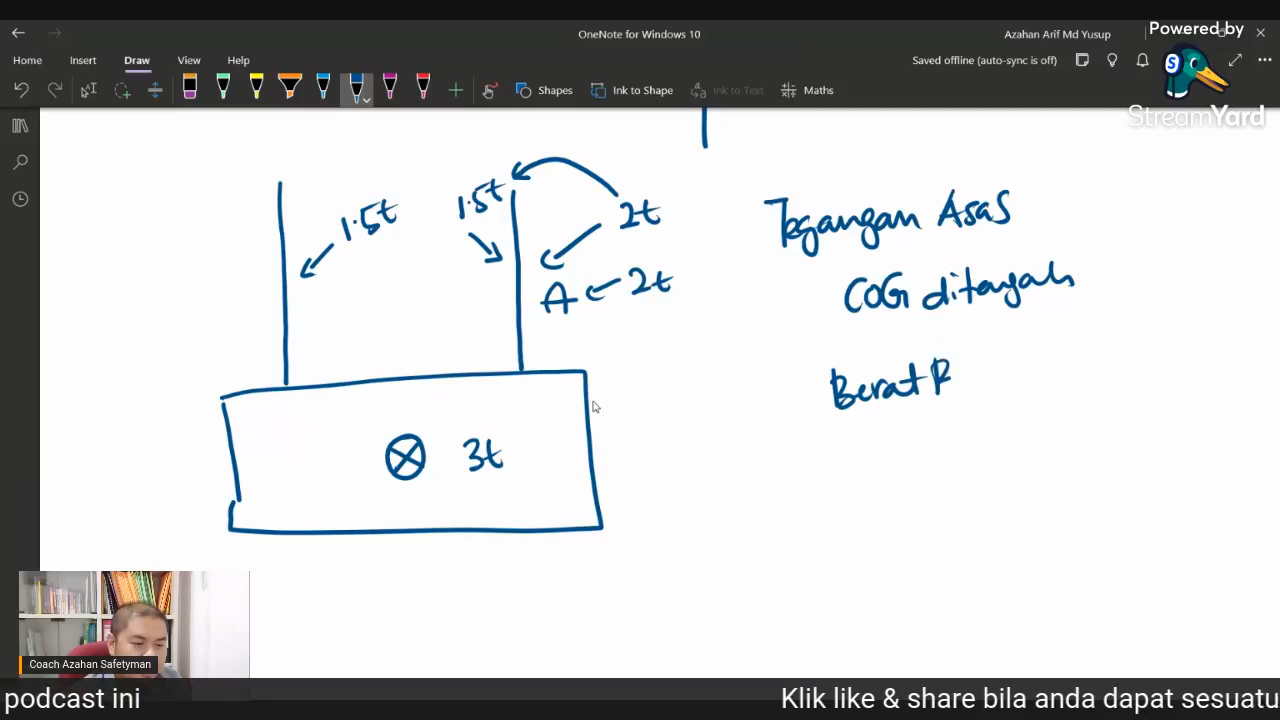 OneNote for Windows 10
Azahan Arif Md Yusup
Powered by
StreamYard
Home Insert Draw View Help
Saved offline (auto-sync is off)
Shapes Ink to Shape Ink to Text Maths
1.5t 1.5t 2t
A 2t
Tegangan Asas
COG ditengah
Berat R
3t
Coach Azahan Safetyman
podcast ini Klik like & share bila anda dapat sesuatu